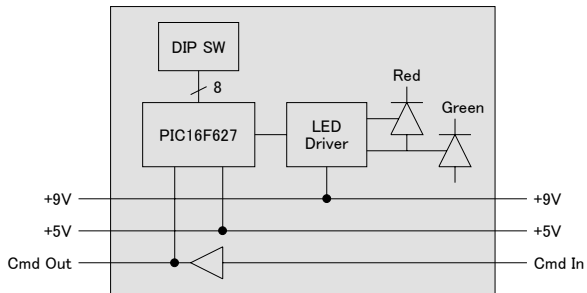 DIP SW
8
Red
Green
PIC16F627
LED
Driver
+9V
+9V
+5V
+5V
Cmd Out
Cmd In